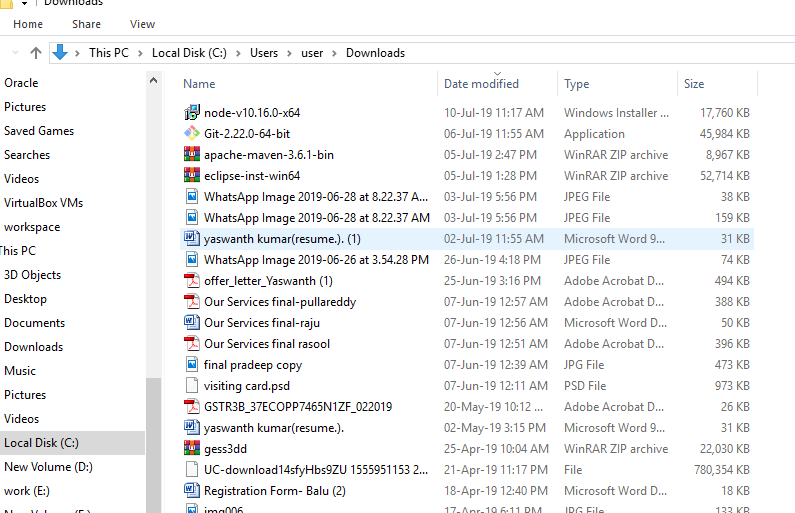 Downloads
Home Share View
This PC Local Disk (C:) Users user Downloads
Oracle
Pictures
Saved Games
Searches
Videos
VirtualBox VMs
workspace
This PC
3D Objects
Desktop
Documents
Downloads
Music
Pictures
Videos
Local Disk (C:)
New Volume (D:)
work (E:)
New Volume (F:)
Name Date modified Type Size
node-v10.16.0-x64 10-Jul-19 11:17 AM Windows Installer ... 17,760 KB
Git-2.22.0-64-bit 06-Jul-19 11:55 AM Application 45,984 KB
apache-maven-3.6.1-bin 05-Jul-19 2:47 PM WinRAR ZIP archive 8,967 KB
eclipse-inst-win64 05-Jul-19 1:28 PM WinRAR ZIP archive 52,714 KB
WhatsApp Image 2019-06-28 at 8.22.37 A... 03-Jul-19 5:56 PM JPEG File 38 KB
WhatsApp Image 2019-06-28 at 8.22.37 AM 03-Jul-19 5:56 PM JPEG File 159 KB
yaswanth kumar(resume.). (1) 02-Jul-19 11:55 AM Microsoft Word 9... 31 KB
WhatsApp Image 2019-06-26 at 3.54.28 PM 26-Jun-19 4:18 PM JPEG File 74 KB
offer_letter_Yaswanth (1) 25-Jun-19 3:16 PM Adobe Acrobat D... 494 KB
Our Services final-pullareddy 07-Jun-19 12:57 AM Adobe Acrobat D... 388 KB
Our Services final-raju 07-Jun-19 12:56 AM Microsoft Word D... 50 KB
Our Services final rasool 07-Jun-19 12:51 AM Adobe Acrobat D... 396 KB
final pradeep copy 07-Jun-19 12:39 AM JPG File 473 KB
visiting card.psd 07-Jun-19 12:11 AM PSD File 973 KB
GSTR3B_37ECOPP7465N1ZF_022019 20-May-19 10:12 ... Adobe Acrobat D... 26 KB
yaswanth kumar(resume.). 02-May-19 3:15 PM Microsoft Word 9... 31 KB
gess3dd 25-Apr-19 10:04 AM WinRAR ZIP archive 22,030 KB
UC-download14sfyHbs9ZU 1555951153 2... 21-Apr-19 11:17 PM File 780,354 KB
Registration Form- Balu (2) 18-Apr-19 12:40 PM Microsoft Word 9... 18 KB
img006 17-Apr-19 6:11 PM JPG File 133 KB